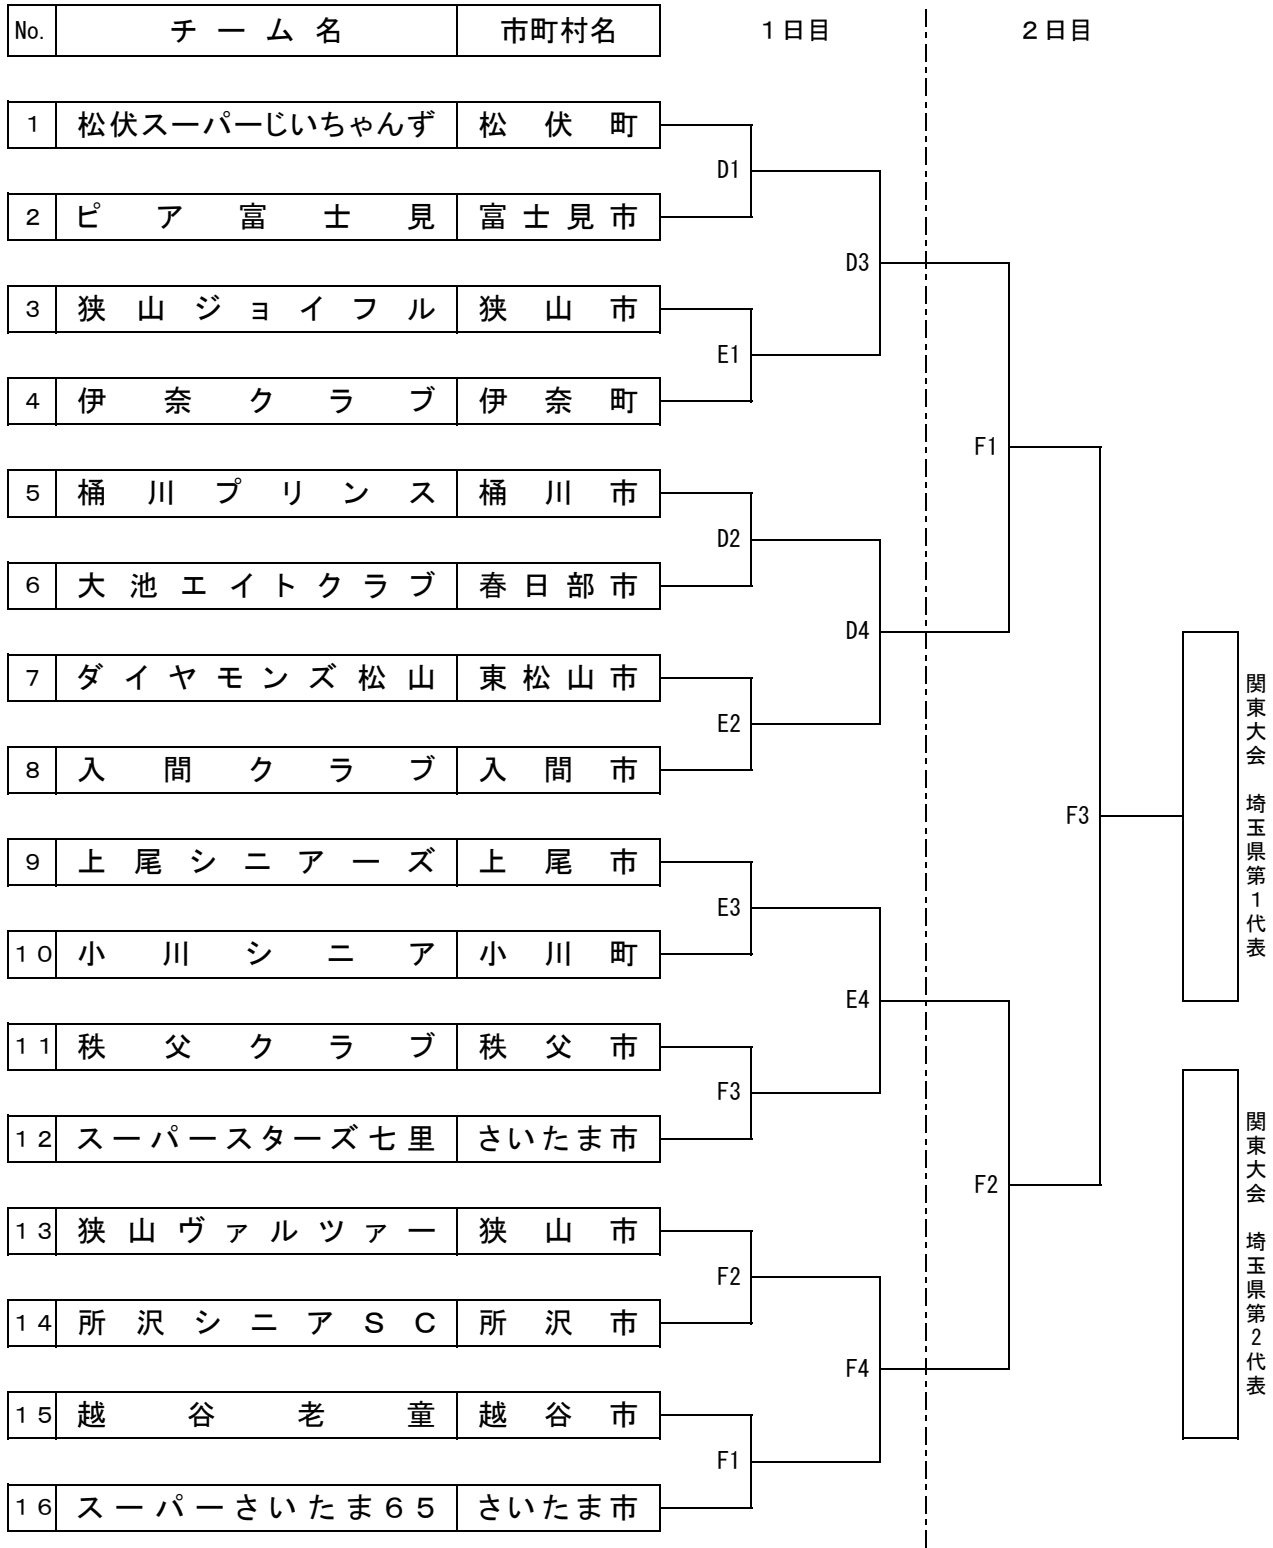 No. チーム名 市町村名 １日目 ２日目
1 松伏スーパーじいちゃんず 松伏町
D1
2 ピア富士見 富士見市
D3
3 狭山ジョイフル 狭山市
E1
4 伊奈クラブ 伊奈町
F1
5 桶川プリンス 桶川市
D2
6 大池エイトクラブ 春日部市
D4
7 ダイヤモンズ松山 東松山市
E2
8 入間クラブ 入間市
F3
9 上尾シニアーズ 上尾市
E3
10 小川シニア 小川町
E4
11 秩父クラブ 秩父市
F3
12 スーパースターズ七里 さいたま市
F2
13 狭山ヴァルツァー 狭山市
F2
14 所沢シニアＳＣ 所沢市
F4
15 越谷老童 越谷市
F1
16 スーパーさいたま６５ さいたま市
関東大会　埼玉県第1代表
関東大会　埼玉県第2代表